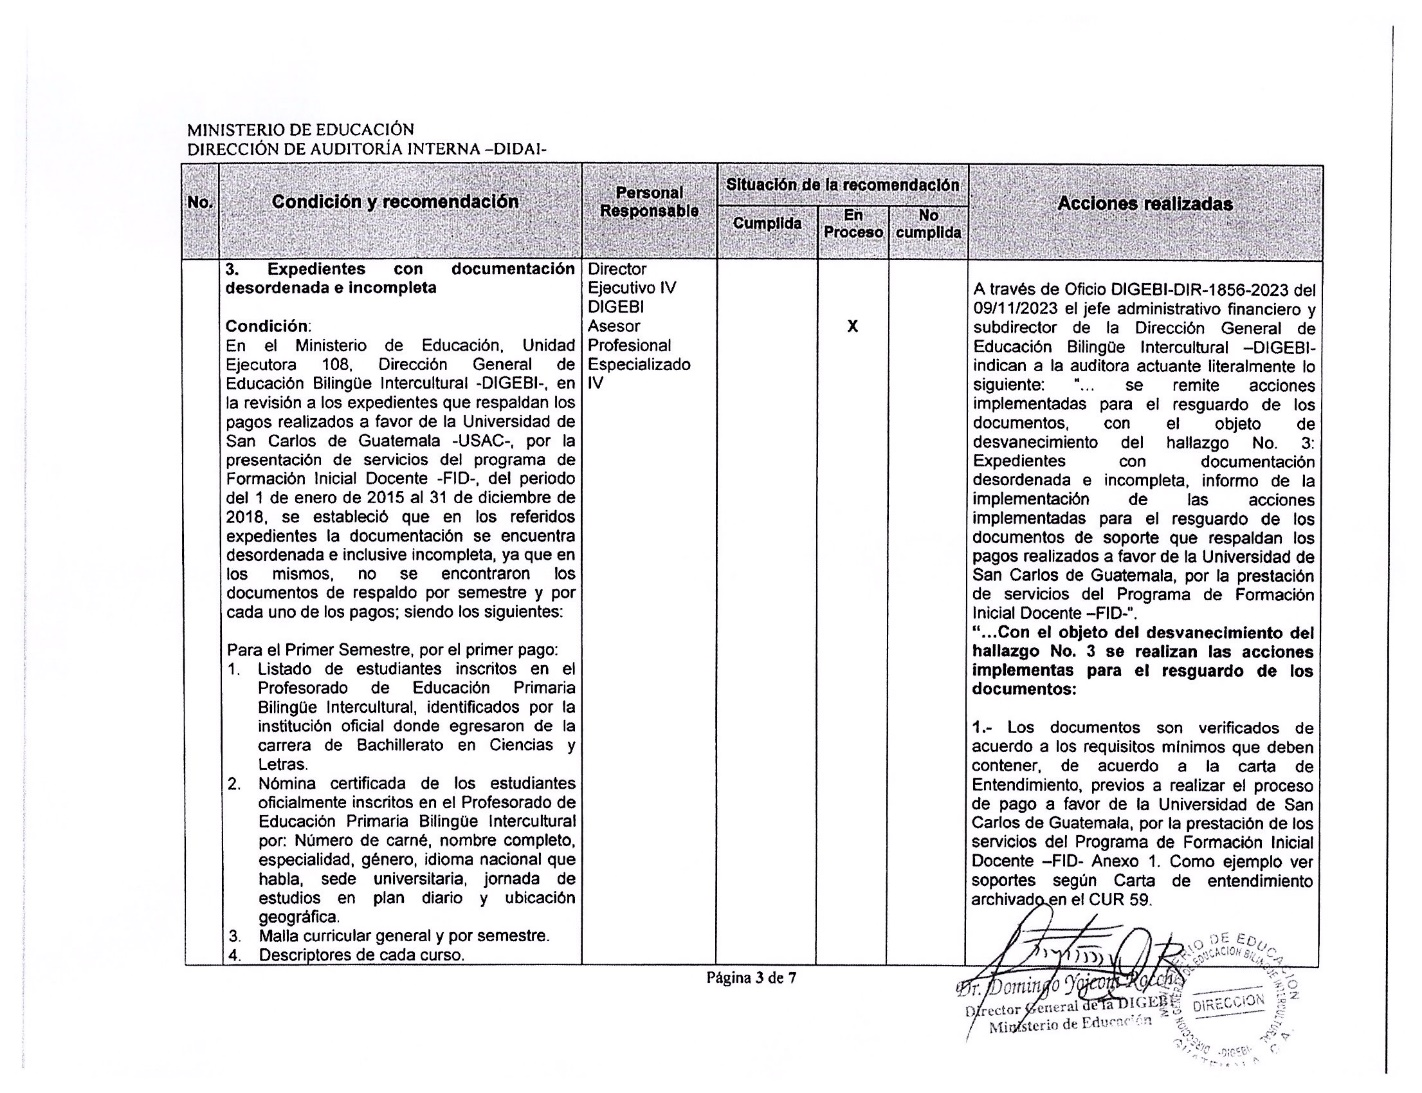 MINISTERIO DE EDUCACIÓN
DIRECCIÓN DE AUDITORÍA INTERNA –DIDAI-
No.
Condición y recomendación
Personal
Responsable
Situación de la recomendación
Cumplida
En
Proceso
No
cumplida
Acciones realizadas
3. Expedientes con documentación
desordenada e incompleta
Condición:
En el Ministerio de Educación, Unidad
Ejecutora 108, Dirección General de
Educación Bilingüe Intercultural -DIGEBI-, en
la revisión a los expedientes que respaldan los
pagos realizados a favor de la Universidad de
San Carlos de Guatemala -USAC-, por la
presentación de servicios del programa de
Formación Inicial Docente -FID-, del periodo
del 1 de enero de 2015 al 31 de diciembre de
2018, se estableció que en los referidos
expedientes la documentación se encuentra
desordenada e inclusive incompleta, ya que en
los mismos, no se encontraron los
documentos de respaldo por semestre y por
cada uno de los pagos; siendo los siguientes:
Para el Primer Semestre, por el primer pago:
1. Listado de estudiantes inscritos en el
Profesorado de Educación Primaria
Bilingüe Intercultural, identificados por la
institución oficial donde egresaron de la
carrera de Bachillerato en Ciencias y
Letras.
2. Nómina certificada de los estudiantes
oficialmente inscritos en el Profesorado de
Educación Primaria Bilingüe Intercultural
por: Número de carné, nombre completo,
especialidad, género, idioma nacional que
habla, sede universitaria, jornada de
estudios en plan diario y ubicación
geográfica.
3. Malla curricular general y por semestre.
4. Descriptores de cada curso.
Director
Ejecutivo IV
DIGEBI
Asesor
Profesional
Especializado
IV
X
A través de Oficio DIGEBI-DIR-1856-2023 del
09/11/2023 el jefe administrativo financiero y
subdirector de la Dirección General de
Educación Bilingüe Intercultural –DIGEBI-
indican a la auditora actuante literalmente lo
siguiente: "... se remite acciones
implementadas para el resguardo de los
documentos, con el objeto de
desvanecimiento del hallazgo No. 3:
Expedientes con documentación
desordenada e incompleta, informo de la
implementación de las acciones
implementadas para el resguardo de los
documentos de soporte que respaldan los
pagos realizados a favor de la Universidad de
San Carlos de Guatemala, por la prestación
de servicios del Programa de Formación
Inicial Docente –FID-".
"...Con el objeto del desvanecimiento del
hallazgo No. 3 se realizan las acciones
implementas para el resguardo de los
documentos:
1.- Los documentos son verificados de
acuerdo a los requisitos mínimos que deben
contener, de acuerdo a la carta de
Entendimiento, previos a realizar el proceso
de pago a favor de la Universidad de San
Carlos de Guatemala, por la prestación de los
servicios del Programa de Formación Inicial
Docente –FID- Anexo 1. Como ejemplo ver
soportes según Carta de entendimiento
archivado en el CUR 59.
Página 3 de 7
Dr. Domingo Yojcom Rocché
Director General de la DIGEBI
Ministerio de Educación
MINISTERIO DE EDUCACION
DIRECCION GENERAL DE EDUCACION BILINGUE INTERCULTURAL
-DIGEBI-
DIRECCION
GUATEMALA, C. A.